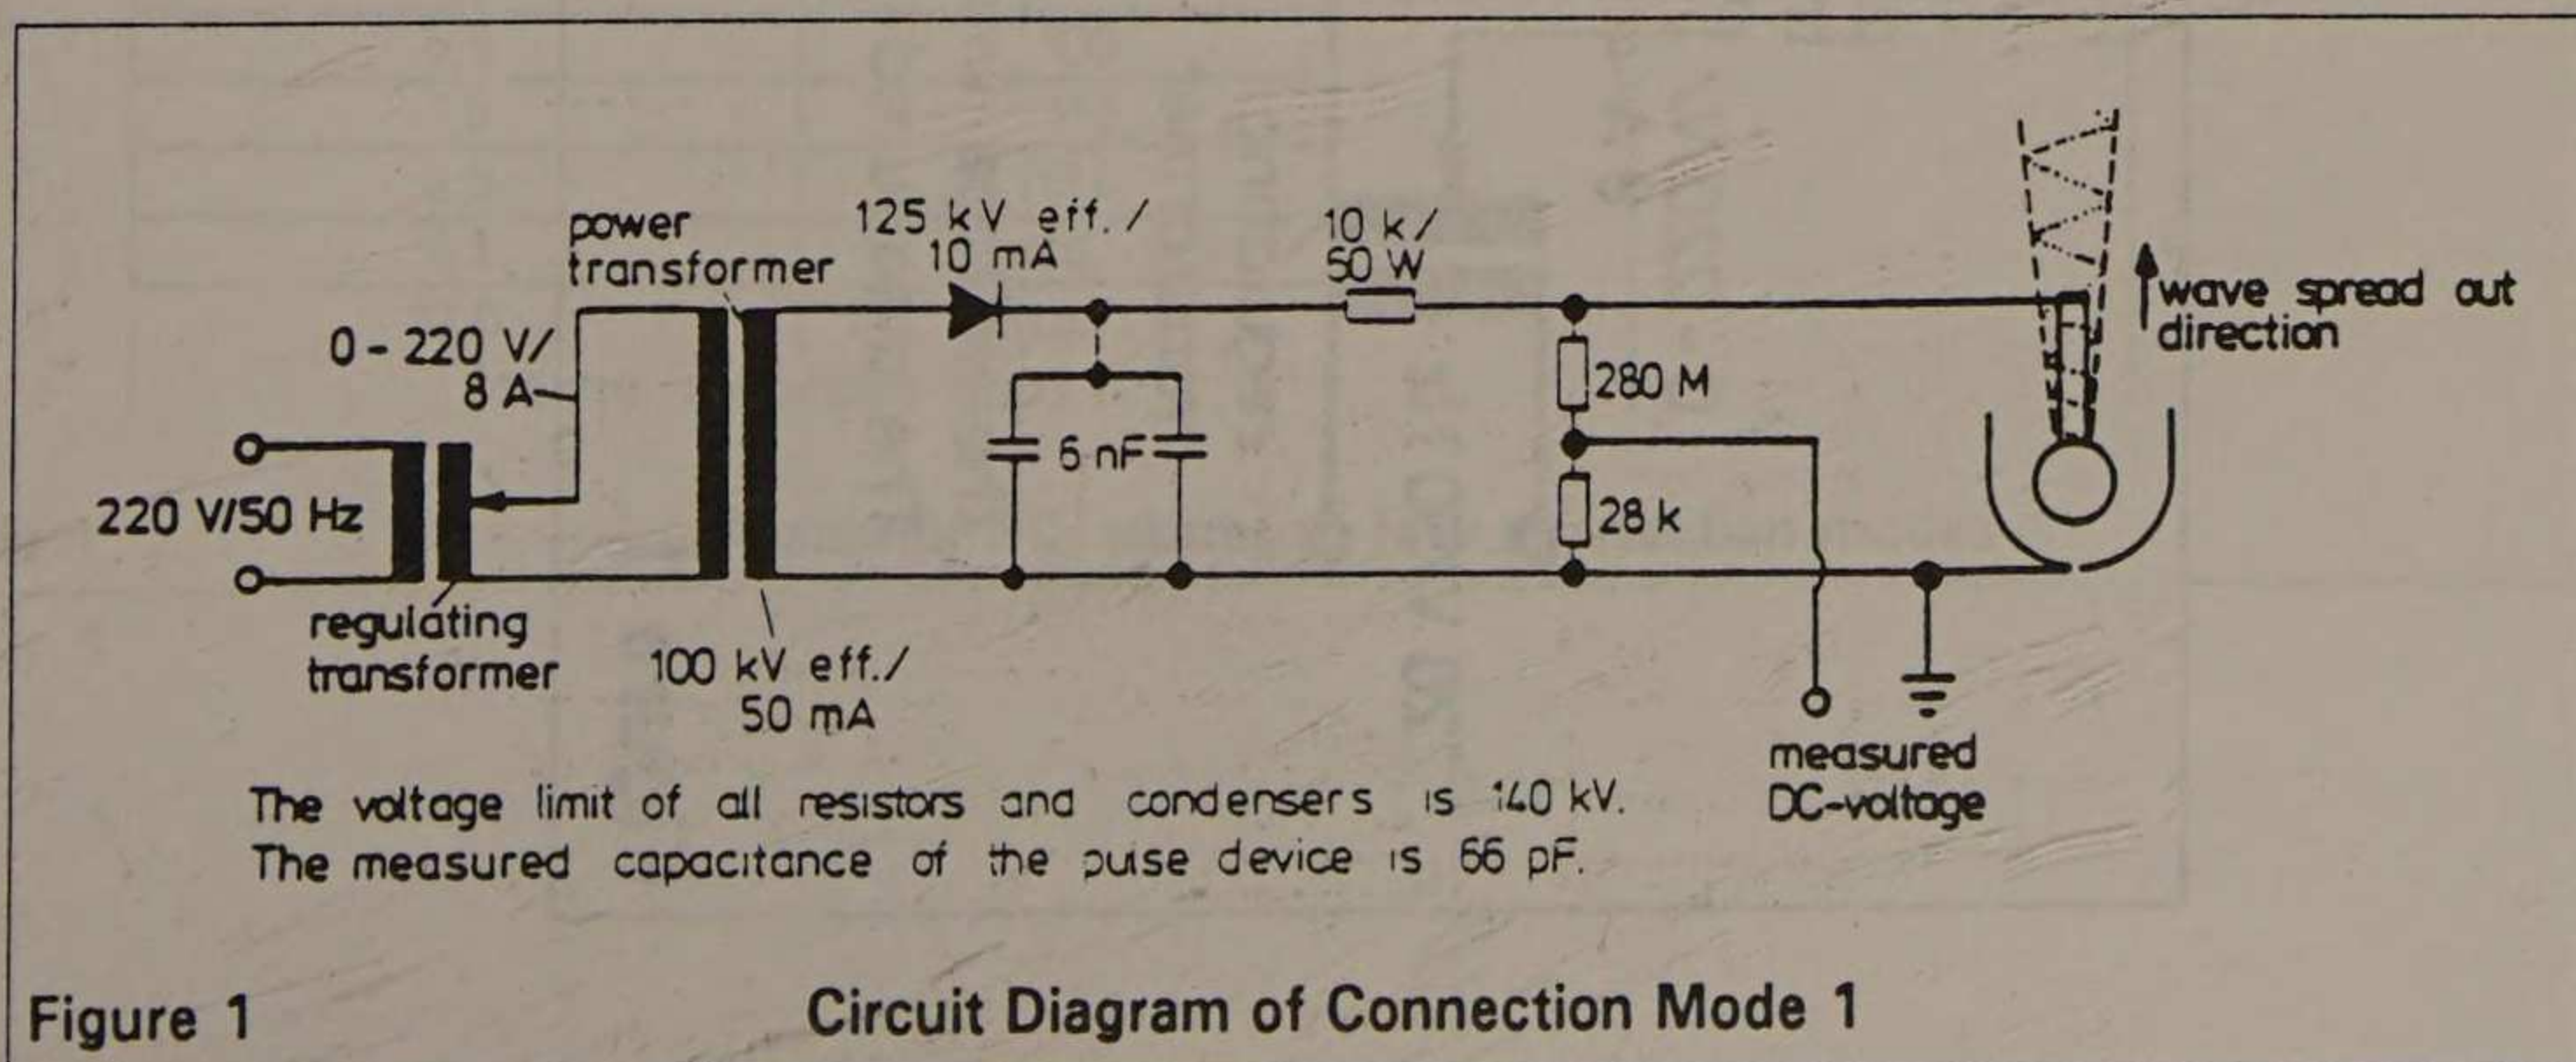 power
transformer
125 kV eff. /
10 mA
10 k/
50 W
0 - 220 V/
8 A
wave spread out
direction
280 M
6 nF
28 k
220 V/50 Hz
regulating
transformer
100 kV eff./
50 mA
measured
DC-voltage
The voltage limit of all resistors and condensers is 140 kV.
The measured capacitance of the pulse device is 66 pF.
Figure 1
Circuit Diagram of Connection Mode 1